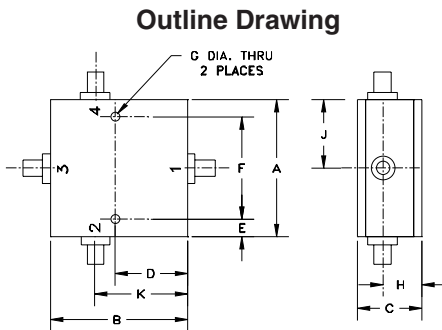 Outline Drawing
G DIA. THRU
2 PLACES
4
3
1
2
F
A
E
D
K
B
J
H
C